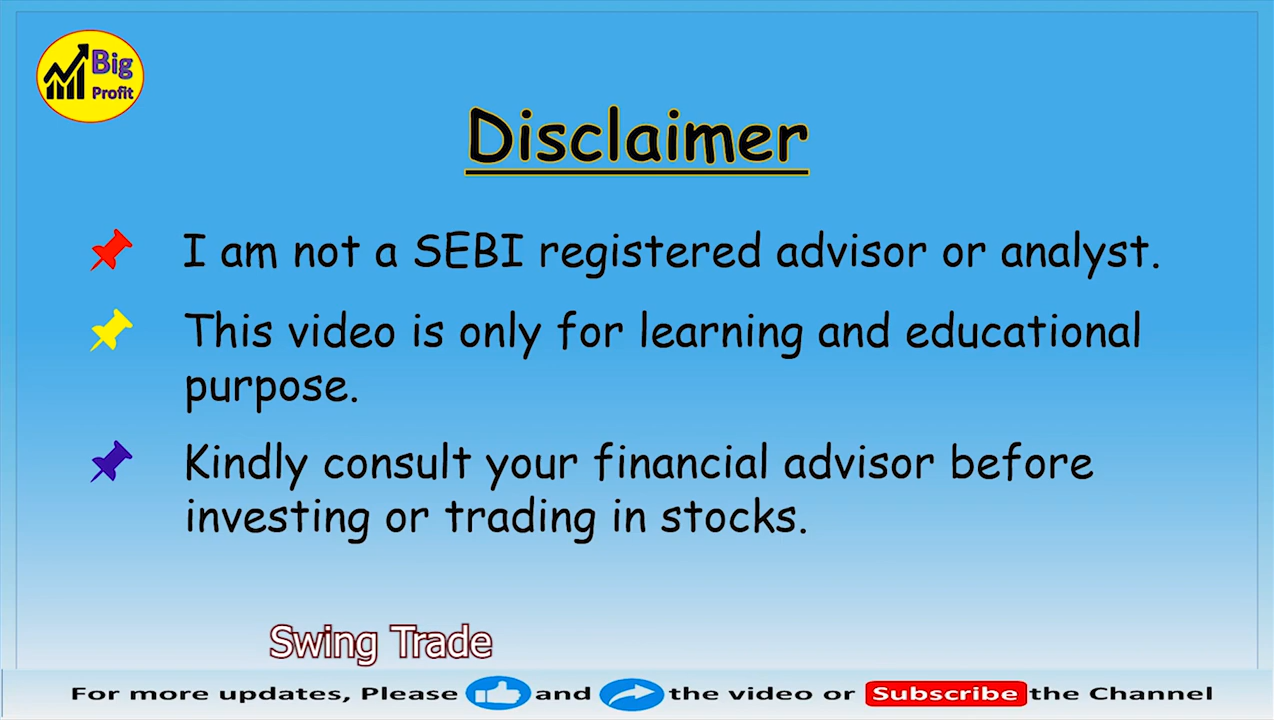 Big
Profit
Disclaimer
I am not a SEBI registered advisor or analyst.
This video is only for learning and educational
purpose.
Kindly consult your financial advisor before
investing or trading in stocks.
Swing Trade
For more updates, Please and the video or Subscribe the Channel